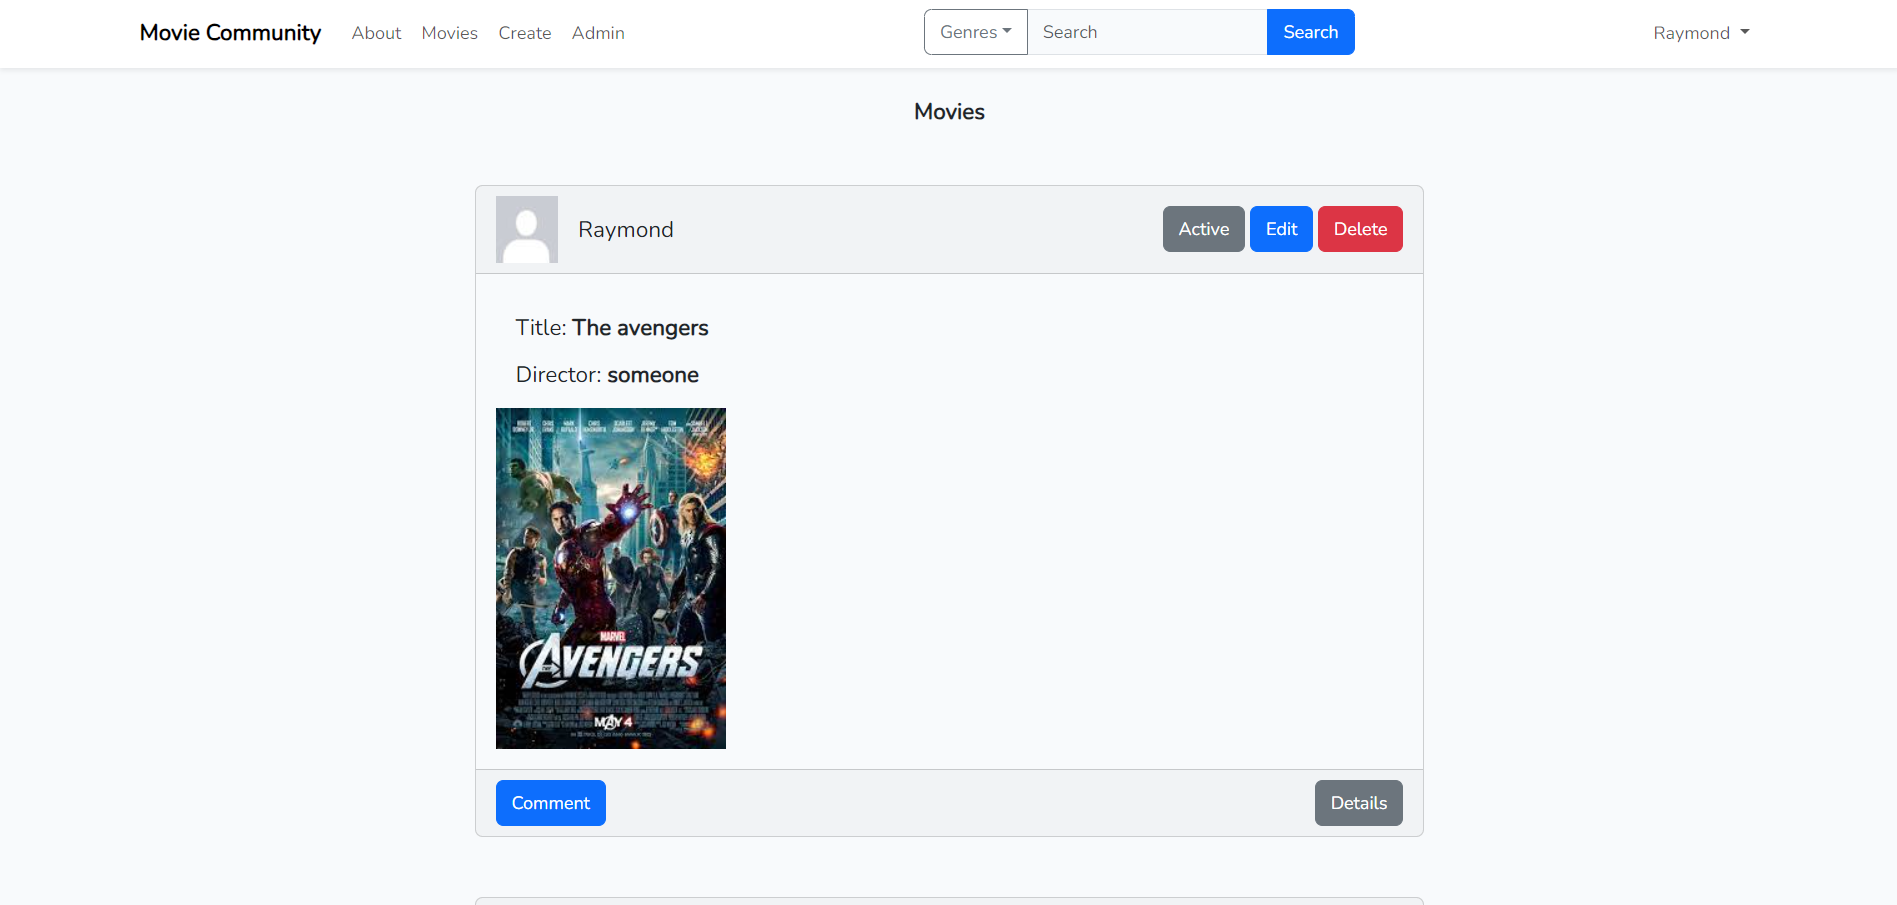 Movie Community About Movies Create Admin Genres Search Search Raymond
Movies
Raymond Active Edit Delete
Title: The avengers
Director: someone
MARVEL
THE AVENGERS
MAY 4
Comment Details